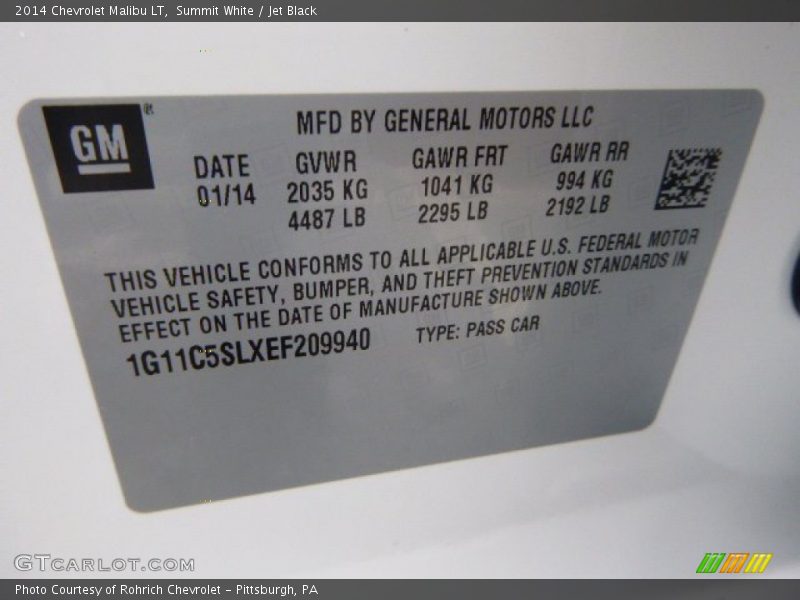 2014 Chevrolet Malibu LT, Summit White / Jet Black
GM ®
MFD BY GENERAL MOTORS LLC
DATE GVWR GAWR FRT GAWR RR
01/14 2035 KG 1041 KG 994 KG
4487 LB 2295 LB 2192 LB
THIS VEHICLE CONFORMS TO ALL APPLICABLE U.S. FEDERAL MOTOR
VEHICLE SAFETY, BUMPER, AND THEFT PREVENTION STANDARDS IN
EFFECT ON THE DATE OF MANUFACTURE SHOWN ABOVE.
1G11C5SLXEF209940 TYPE: PASS CAR
GTCARLOT.COM
Photo Courtesy of Rohrich Chevrolet – Pittsburgh, PA